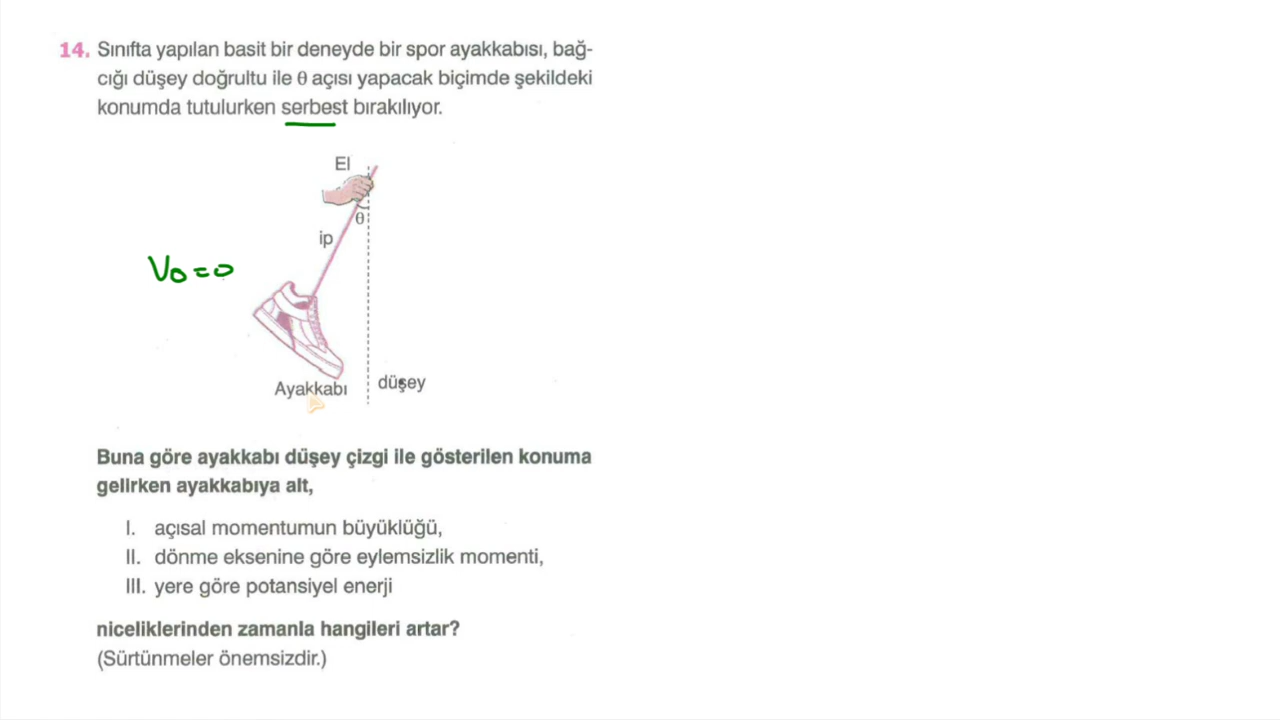 14. Sınıfta yapılan basit bir deneyde bir spor ayakkabısı, bağ-
cığı düşey doğrultu ile θ açısı yapacak biçimde şekildeki
konumda tutulurken serbest bırakılıyor.
El
θ
ip
V₀=0
Ayakkabı
düşey
Buna göre ayakkabı düşey çizgi ile gösterilen konuma
gelirken ayakkabıya ait,
I. açısal momentumun büyüklüğü,
II. dönme eksenine göre eylemsizlik momenti,
III. yere göre potansiyel enerji
niceliklerinden zamanla hangileri artar?
(Sürtünmeler önemsizdir.)